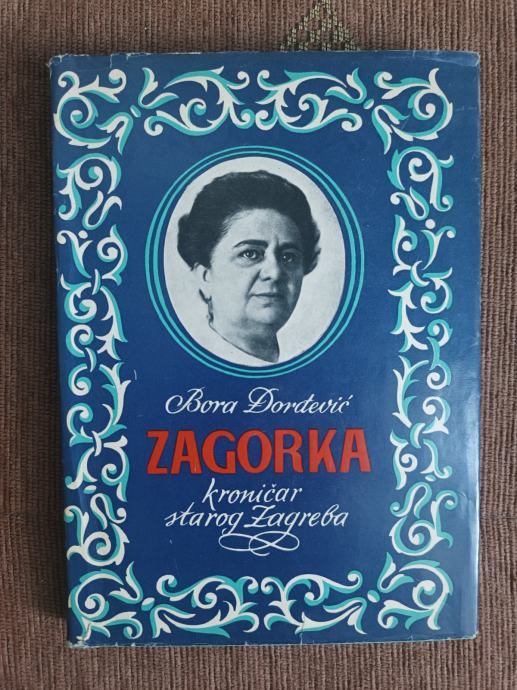 Bora Đorđević
ZAGORKA
kroničar
starog Zagreba